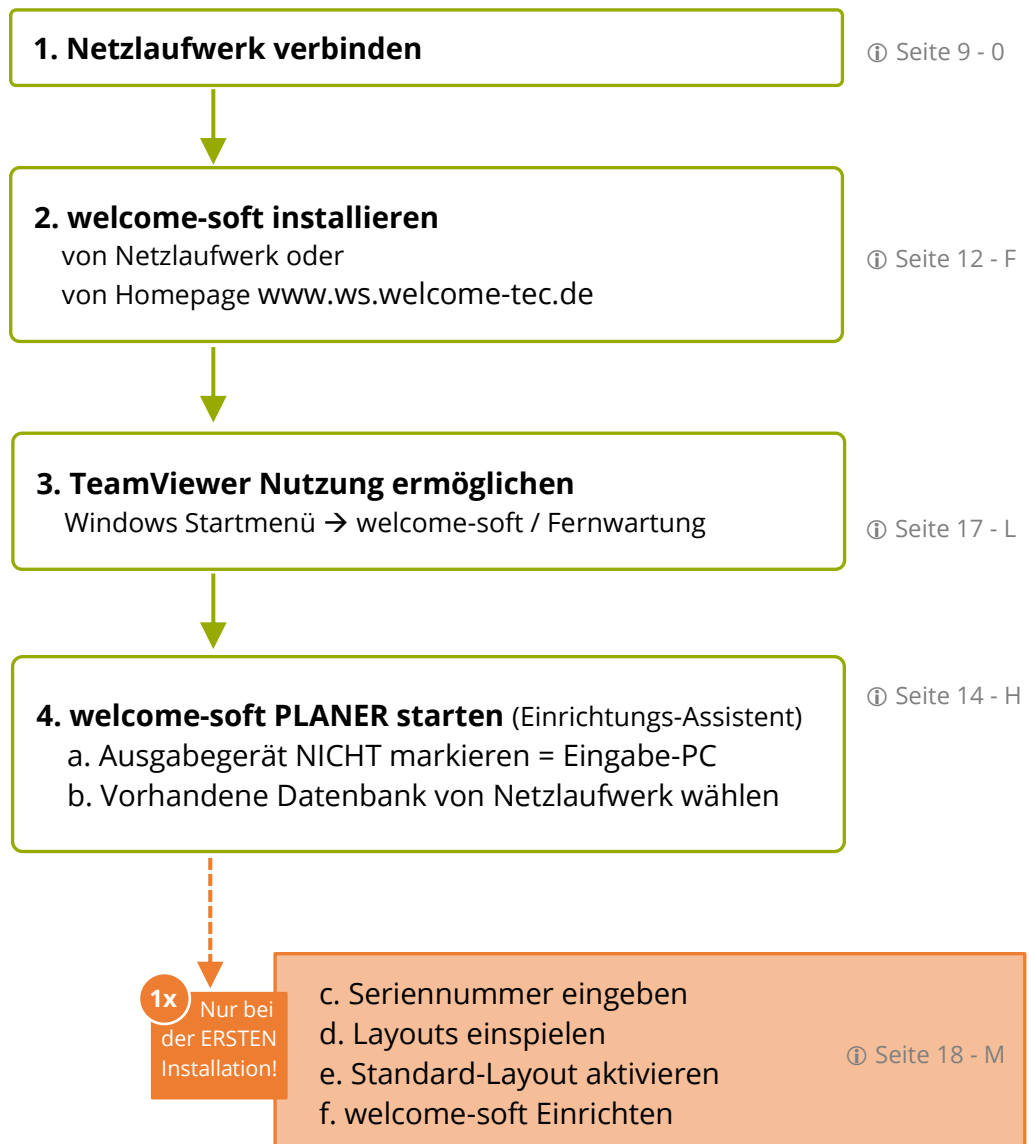 1. Netzlaufwerk verbinden
ⓘ Seite 9 - 0
2. welcome-soft installieren
von Netzlaufwerk oder
von Homepage www.ws.welcome-tec.de
ⓘ Seite 12 - F
3. TeamViewer Nutzung ermöglichen
Windows Startmenü → welcome-soft / Fernwartung
ⓘ Seite 17 - L
4. welcome-soft PLANER starten (Einrichtungs-Assistent)
a. Ausgabegerät NICHT markieren = Eingabe-PC
b. Vorhandene Datenbank von Netzlaufwerk wählen
ⓘ Seite 14 - H
1x
Nur bei
der ERSTEN
Installation!
c. Seriennummer eingeben
d. Layouts einspielen
e. Standard-Layout aktivieren
f. welcome-soft Einrichten
ⓘ Seite 18 - M